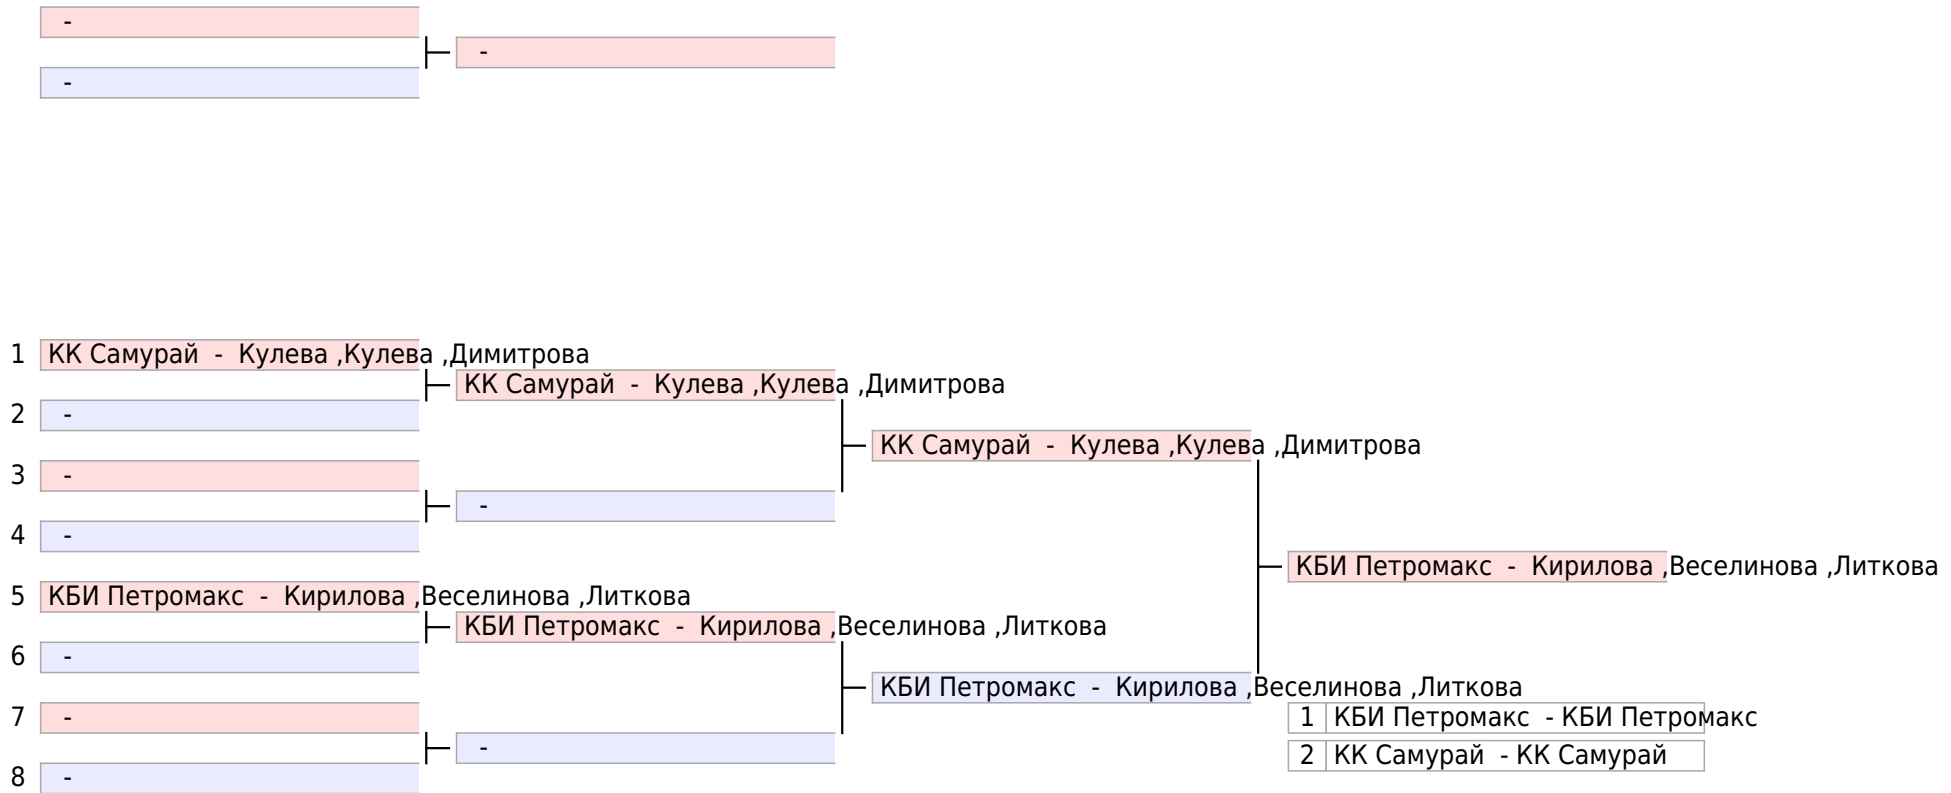 -
-
-
1 КК Самурай - Кулева ,Кулева ,Димитрова
КК Самурай - Кулева ,Кулева ,Димитрова
2 -
КК Самурай - Кулева ,Кулева ,Димитрова
3 -
-
4 -
КБИ Петромакс - Кирилова ,Веселинова ,Литкова
5 КБИ Петромакс - Кирилова ,Веселинова ,Литкова
КБИ Петромакс - Кирилова ,Веселинова ,Литкова
6 -
КБИ Петромакс - Кирилова ,Веселинова ,Литкова
7 -
1 КБИ Петромакс - КБИ Петромакс
-
2 КК Самурай - КК Самурай
8 -